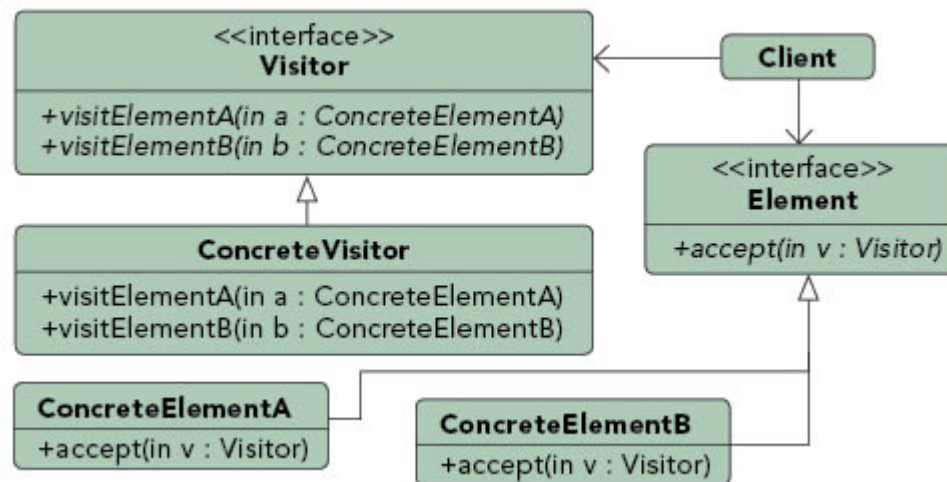 <<interface>>
Visitor
+visitElementA(in a : ConcreteElementA)
+visitElementB(in b : ConcreteElementB)
Client
<<interface>>
Element
+accept(in v : Visitor)
ConcreteVisitor
+visitElementA(in a : ConcreteElementA)
+visitElementB(in b : ConcreteElementB)
ConcreteElementA
+accept(in v : Visitor)
ConcreteElementB
+accept(in v : Visitor)